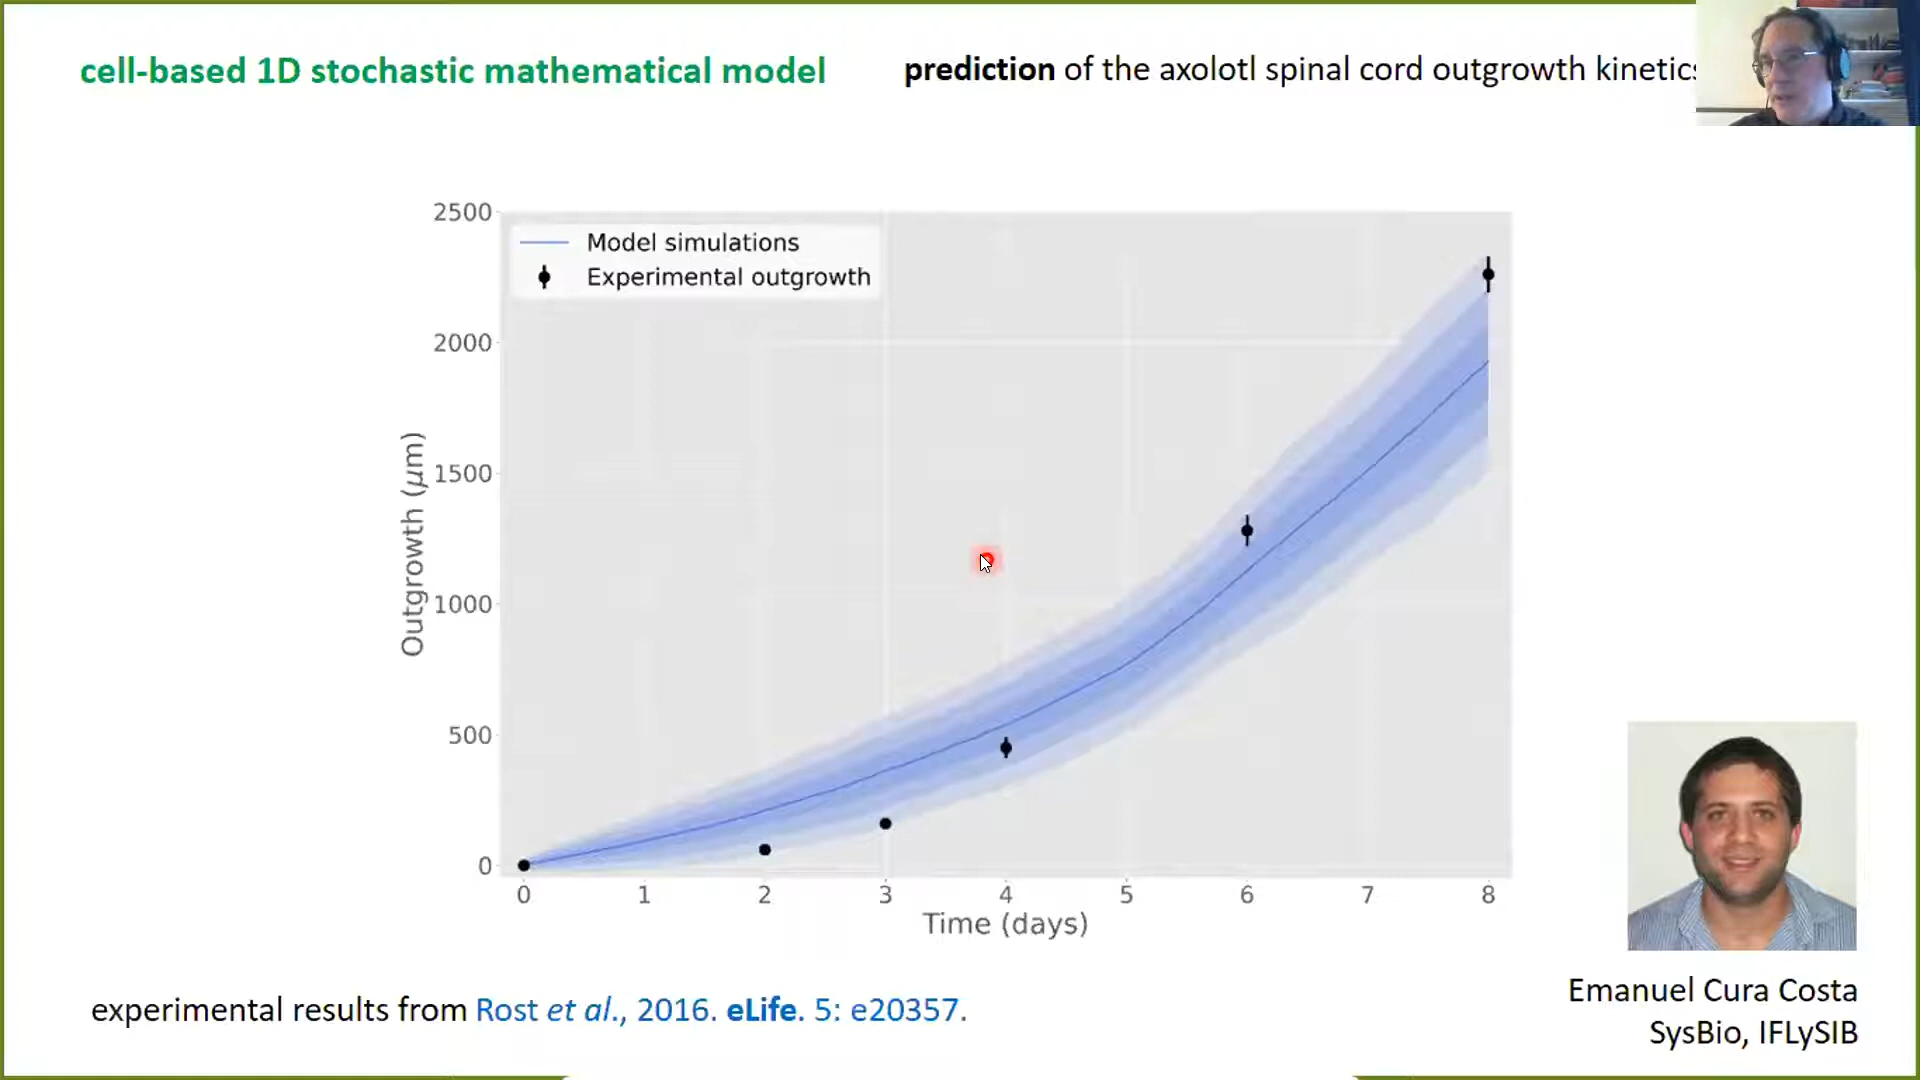 cell-based 1D stochastic mathematical model
prediction of the axolotl spinal cord outgrowth kinetics
2500
2000
1500
1000
500
0
Outgrowth (μm)
Model simulations
Experimental outgrowth
0 1 2 3 4 5 6 7 8
Time (days)
experimental results from Rost et al., 2016. eLife. 5: e20357.
Emanuel Cura Costa
SysBio, IFLySIB